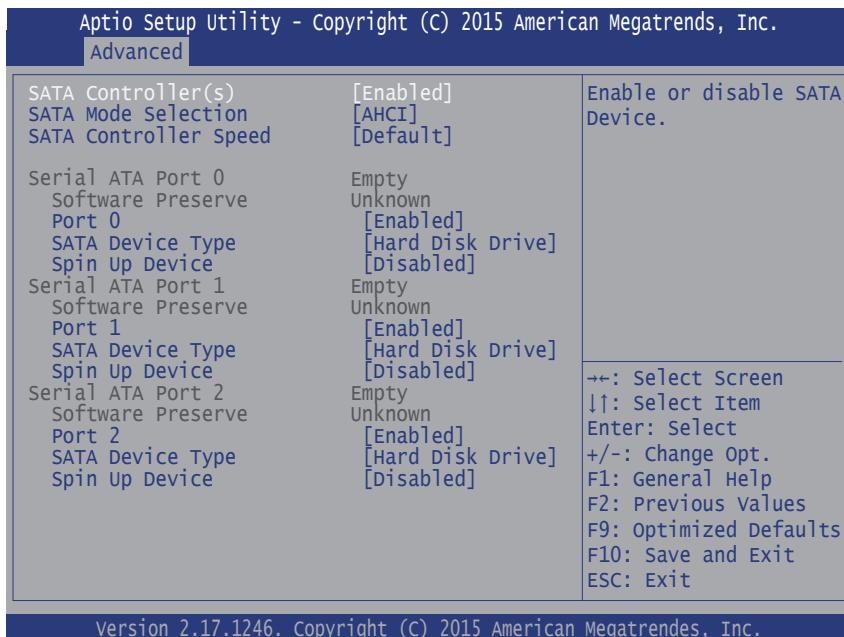 Aptio Setup Utility – Copyright (C) 2015 American Megatrends, Inc.
Advanced
SATA Controller(s) [Enabled]
SATA Mode Selection [AHCI]
SATA Controller Speed [Default]
Serial ATA Port 0 Empty
Software Preserve Unknown
Port 0 [Enabled]
SATA Device Type [Hard Disk Drive]
Spin Up Device [Disabled]
Serial ATA Port 1 Empty
Software Preserve Unknown
Port 1 [Enabled]
SATA Device Type [Hard Disk Drive]
Spin Up Device [Disabled]
Serial ATA Port 2 Empty
Software Preserve Unknown
Port 2 [Enabled]
SATA Device Type [Hard Disk Drive]
Spin Up Device [Disabled]
Enable or disable SATA
Device.
→←: Select Screen
↓↑: Select Item
Enter: Select
+/-: Change Opt.
F1: General Help
F2: Previous Values
F9: Optimized Defaults
F10: Save and Exit
ESC: Exit
Version 2.17.1246. Copyright (C) 2015 American Megatrendes, Inc.